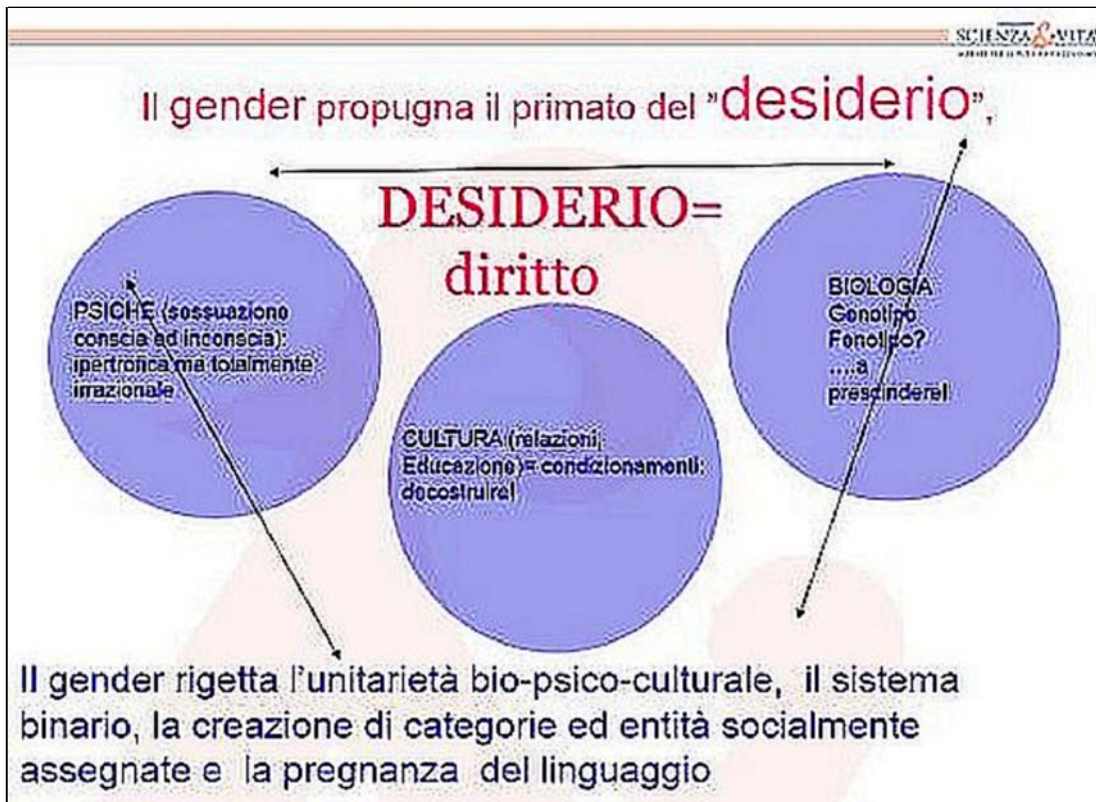 SCIENZA & VITA
Il gender propugna il primato del "desiderio",
DESIDERIO=
diritto
PSICHE (sessuazione
conscia ed inconscia):
ipertrofica ma totalmente
irrazionale
BIOLOGIA
Genotipo
Fenotipo?
....a
prescindere!
CULTURA (relazioni,
Educazione)= condizionamenti:
decostruire!
Il gender rigetta l'unitarietà bio-psico-culturale, il sistema
binario, la creazione di categorie ed entità socialmente
assegnate e la pregnanza del linguaggio